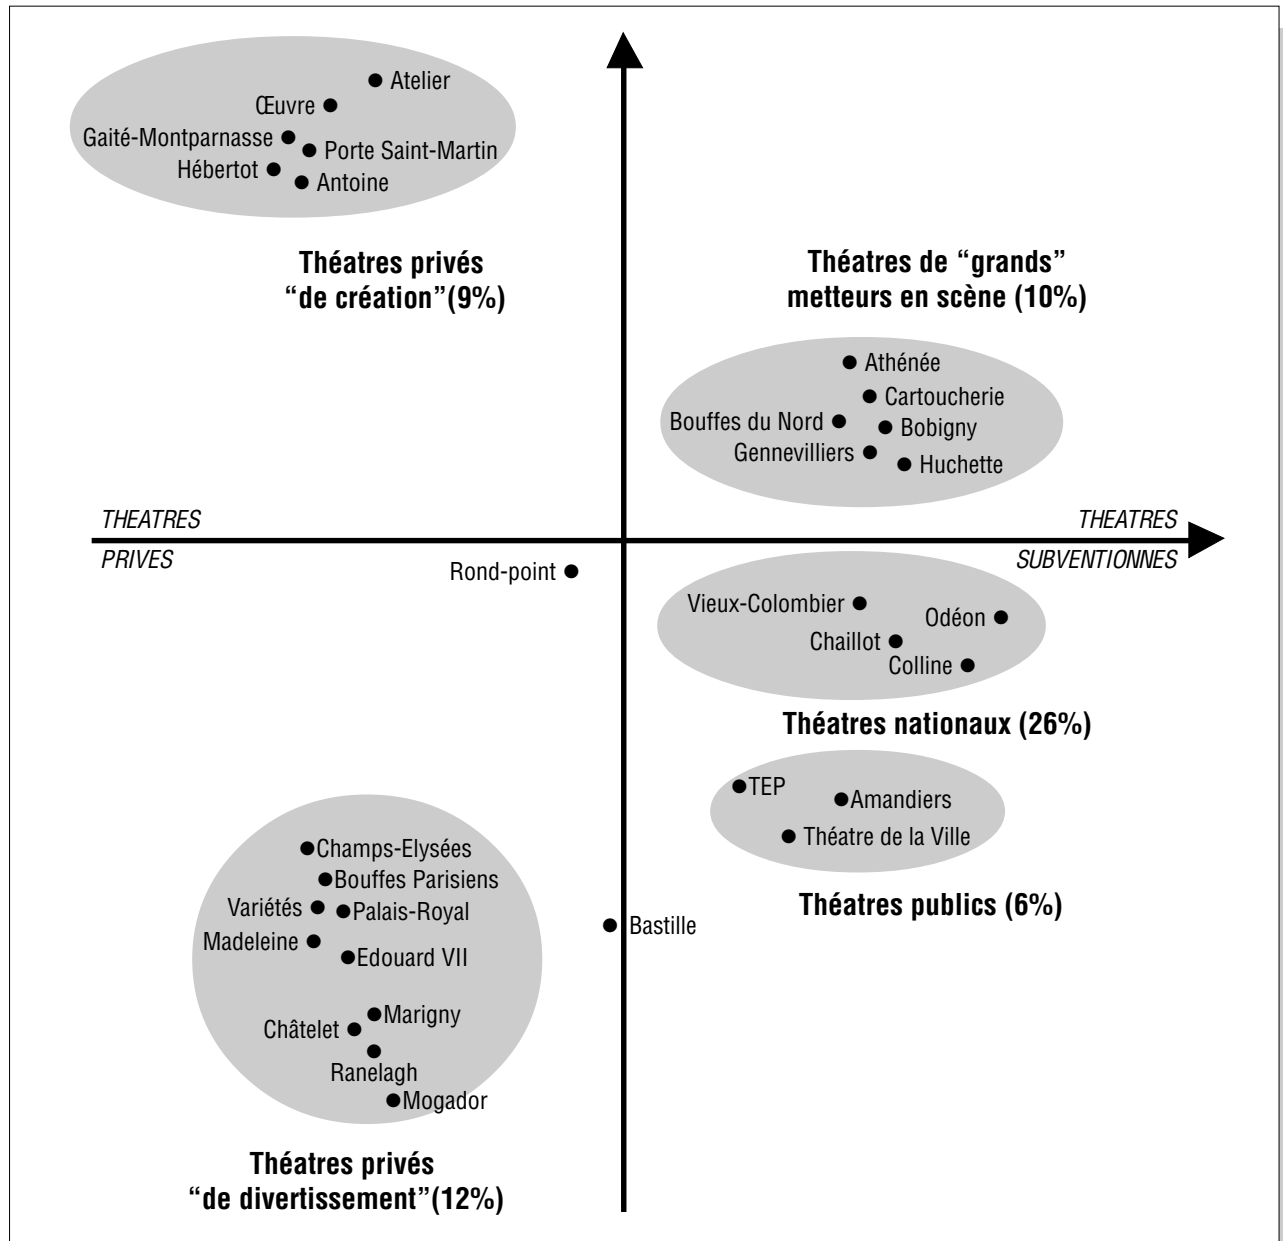 Atelier
Œuvre
Gaité-Montparnasse
Porte Saint-Martin
Hébertot
Antoine
Théatres privés
“de création”(9%)
Théatres de “grands”
metteurs en scène (10%)
Athénée
Cartoucherie
Bouffes du Nord
Bobigny
Gennevilliers
Huchette
THEATRES
PRIVES
THEATRES
SUBVENTIONNES
Rond-point
Vieux-Colombier
Odéon
Chaillot
Colline
Théatres nationaux (26%)
TEP
Amandiers
Théatre de la Ville
Théatres publics (6%)
Champs-Elysées
Bouffes Parisiens
Variétés
Palais-Royal
Madeleine
Edouard VII
Bastille
Marigny
Châtelet
Ranelagh
Mogador
Théatres privés
“de divertissement”(12%)